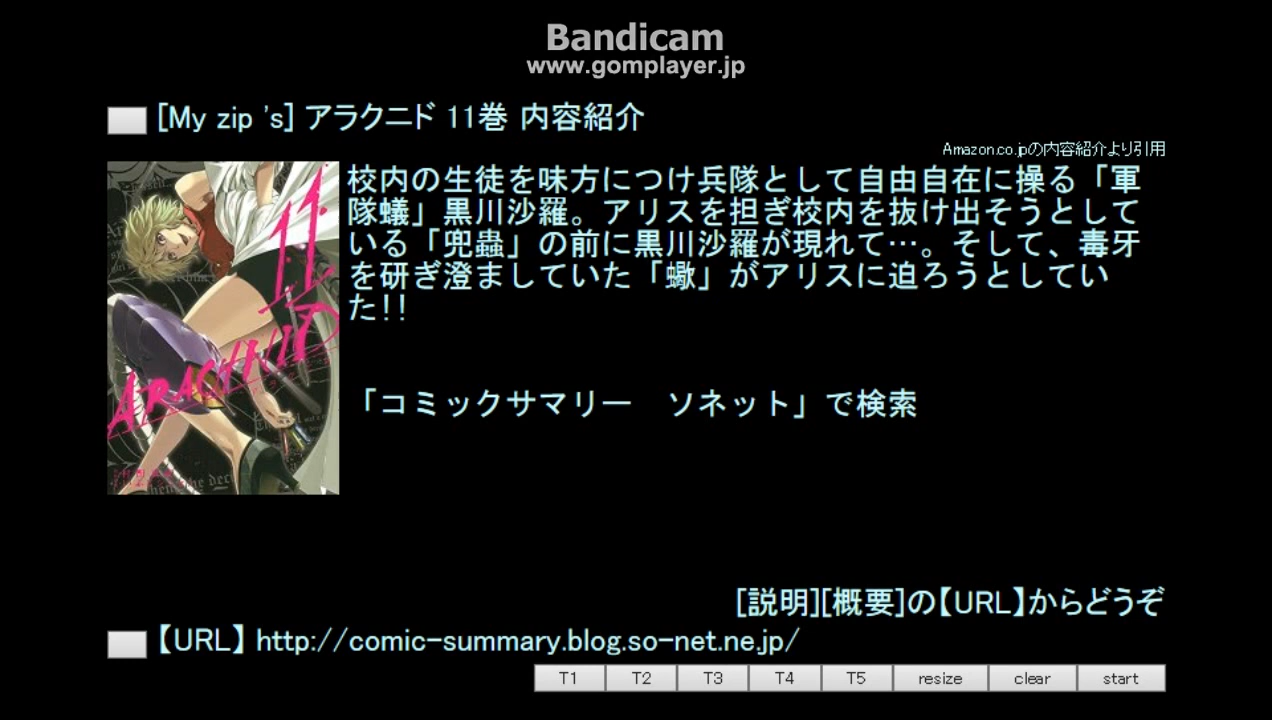 Bandicam
www.gomplayer.jp
[My zip 's] アラクニド 11巻 内容紹介
Amazon.co.jpの内容紹介より引用
校内の生徒を味方につけ兵隊として自由自在に操る「軍
隊蟻」黒川沙羅。アリスを担ぎ校内を抜け出そうとして
いる「兜蟲」の前に黒川沙羅が現れて…。そして、毒牙
を研ぎ澄ましていた「蠍」がアリスに迫ろうとしてい
た!!
11
ARACHNID
「コミックサマリー　ソネット」で検索
[説明][概要]の【URL】からどうぞ
【URL】 http://comic-summary.blog.so-net.ne.jp/
T1 T2 T3 T4 T5 resize clear start